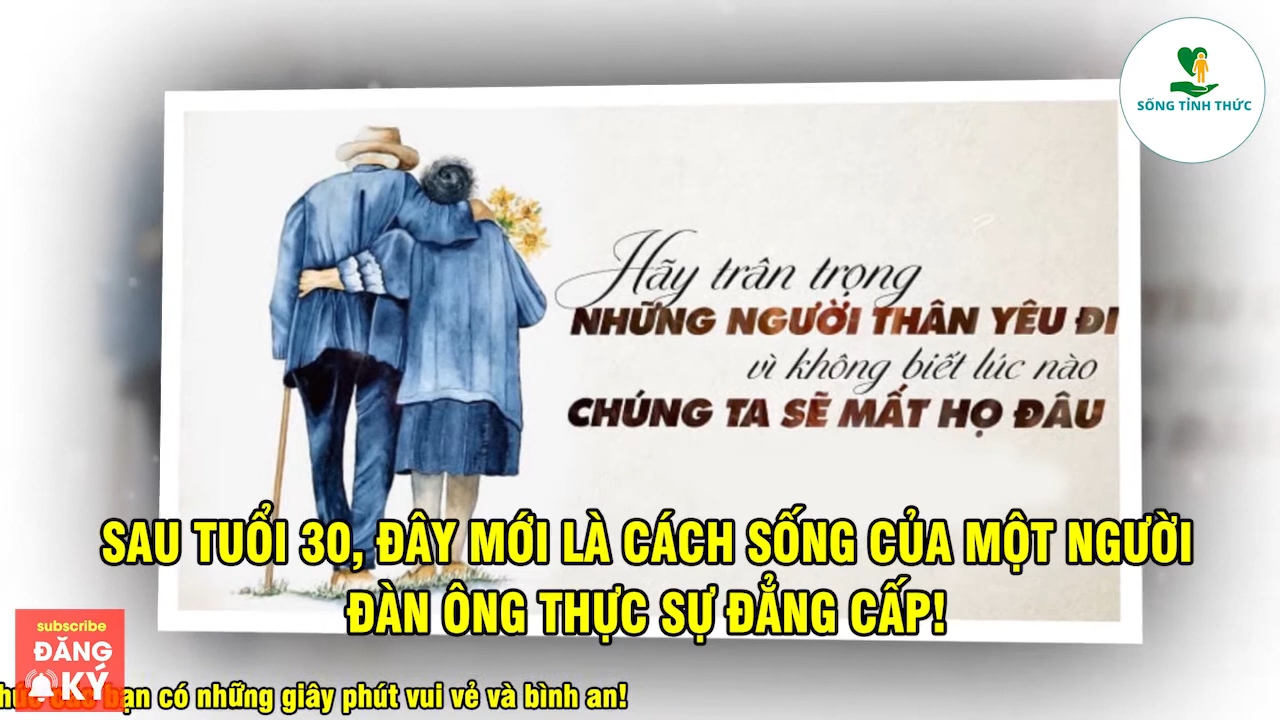 SỐNG TỈNH THỨC
Hãy trân trọng
NHỮNG NGƯỜI THÂN YÊU ĐI
vì không biết lúc nào
CHÚNG TA SẼ MẤT HỌ ĐÂU
SAU TUỔI 30, ĐÂY MỚI LÀ CÁCH SỐNG CỦA MỘT NGƯỜI
ĐÀN ÔNG THỰC SỰ ĐẲNG CẤP!
subscribe
ĐĂNG
KÝ
bạn có những giây phút vui vẻ và bình an!